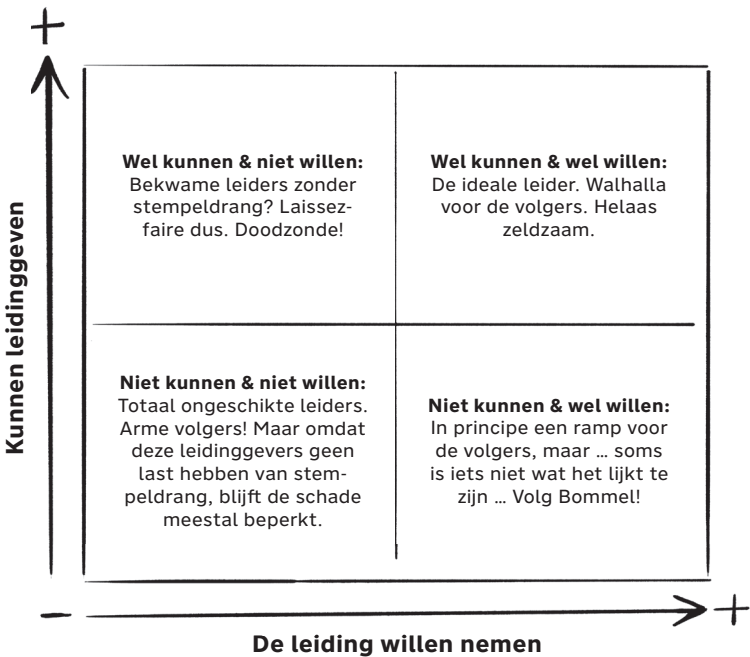 +
Wel kunnen & niet willen:
Bekwame leiders zonder
stempeldrang? Laissez-
faire dus. Doodzonde!
Wel kunnen & wel willen:
De ideale leider. Walhalla
voor de volgers. Helaas
zeldzaam.
Kunnen leidinggeven
Niet kunnen & niet willen:
Totaal ongeschikte leiders.
Arme volgers! Maar omdat
deze leidinggevers geen
last hebben van stem-
peldrang, blijft de schade
meestal beperkt.
Niet kunnen & wel willen:
In principe een ramp voor
de volgers, maar ... soms
is iets niet wat het lijkt te
zijn ... Volg Bommel!
–
+
De leiding willen nemen